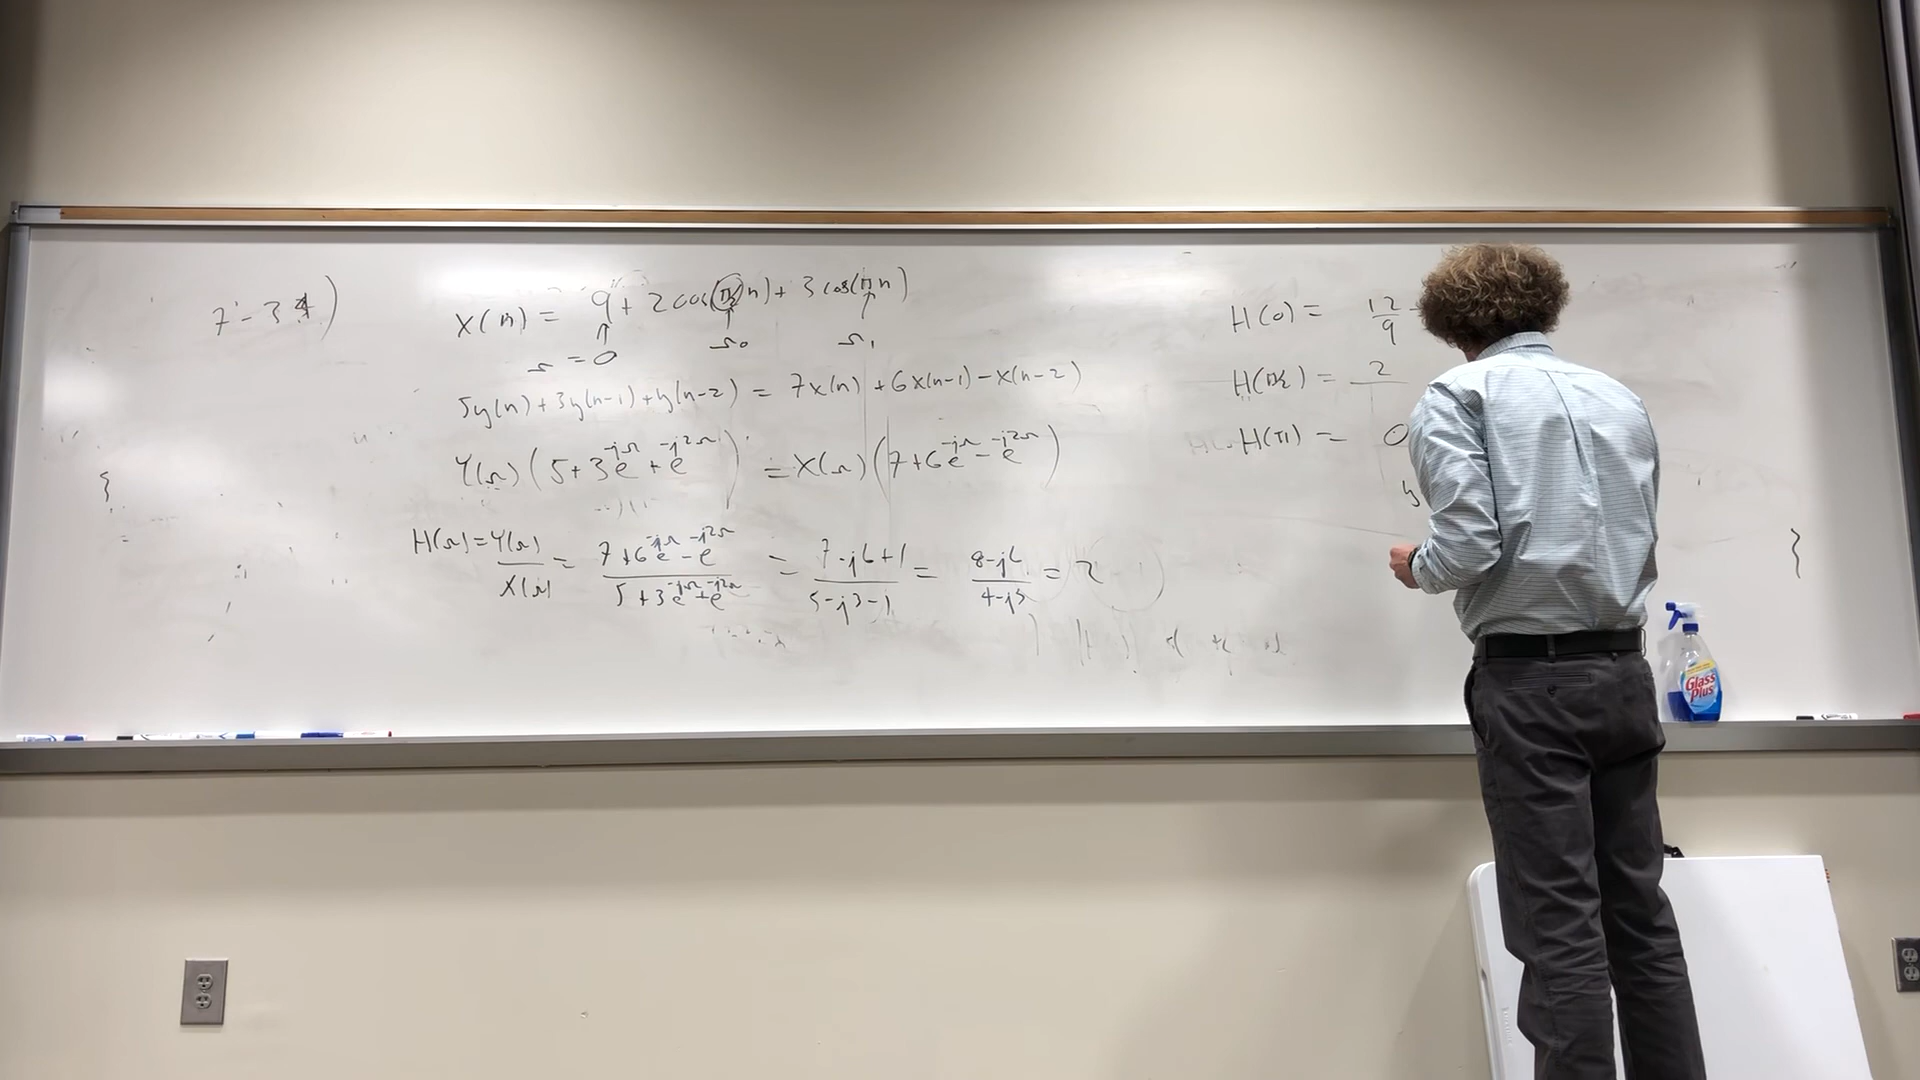 7-34)
x(n) = 9 + 2cos(π/2 n) + 3cos(πn)
Ω = 0 Ω₀ Ω₁
5y(n)+3y(n-1)+y(n-2) = 7x(n)+6x(n-1)-x(n-2)
Y(Ω)(5+3e^-jΩ+e^-j2Ω) = X(Ω)(7+6e^-jΩ-e^-j2Ω)
H(Ω)=Y(Ω)/X(Ω) = 7+6e^-jΩ-e^-j2Ω/5+3e^-jΩ+e^-j2Ω = 7-j6+1/5-j3-1 = 8-j6/4-j3 = 2
H(0) = 12/9
H(π/2) = 2
H(π) = 0
y
Glass Plus